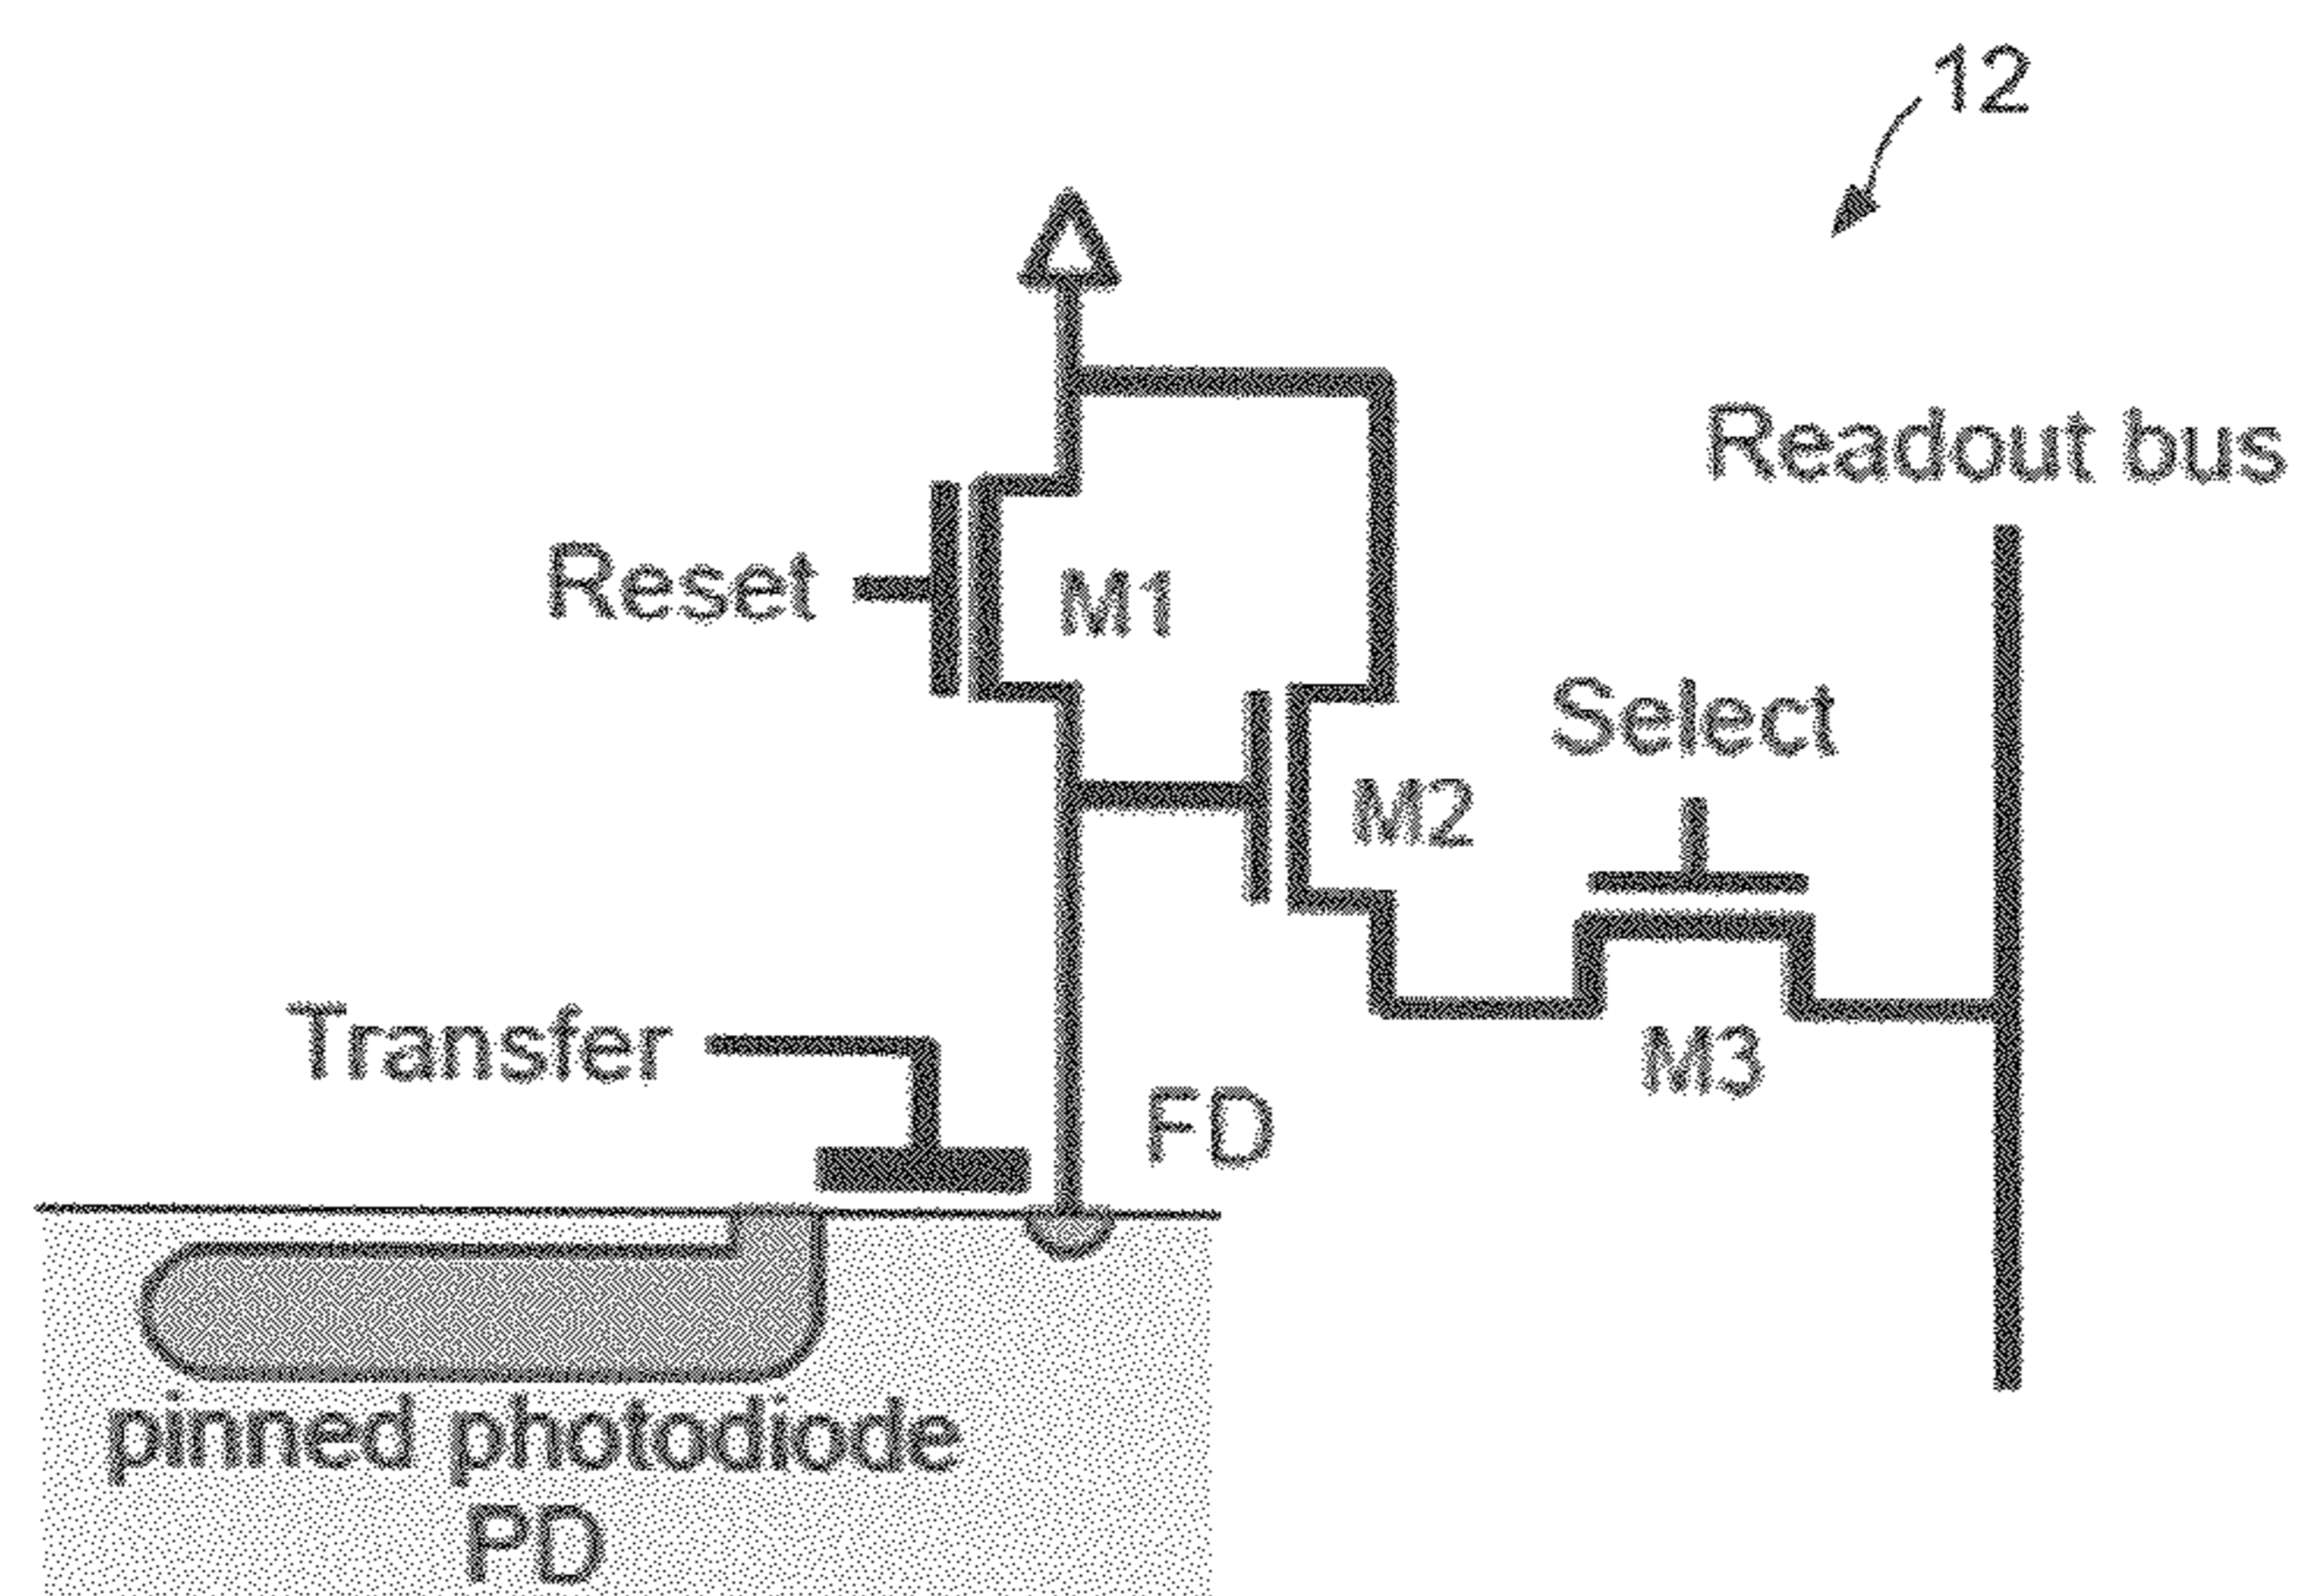 12
Readout bus
Reset
M1
Select
M2
Transfer
M3
FD
pinned photodiode
PD